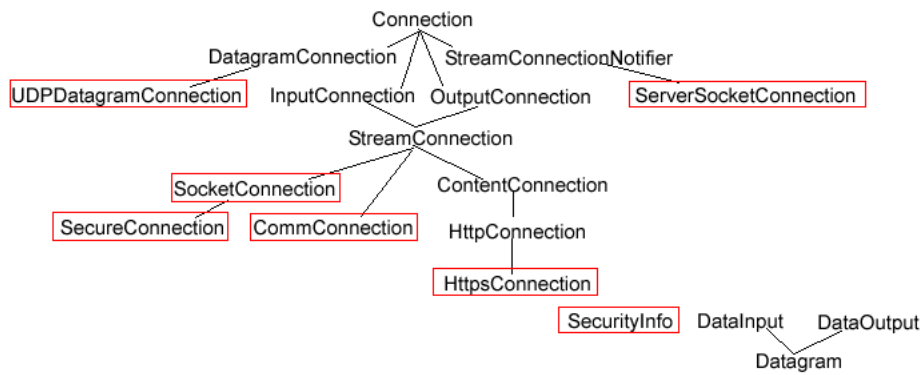 Connection
DatagramConnection StreamConnectionNotifier
UDPDatagramConnection InputConnection OutputConnection ServerSocketConnection
StreamConnection
SocketConnection ContentConnection
SecureConnection CommConnection HttpConnection
HttpsConnection
SecurityInfo DataInput DataOutput
Datagram